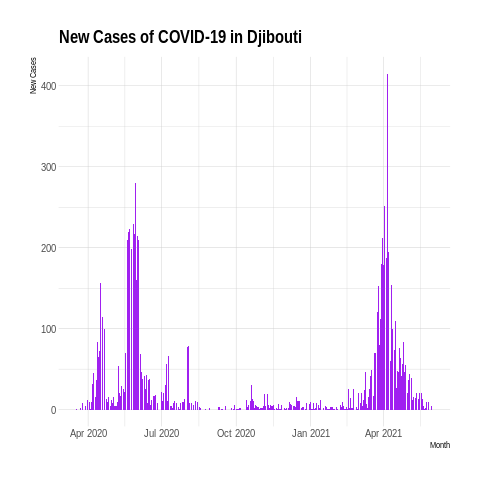 New Cases of COVID-19 in Djibouti
New Cases
400
300
200
100
0
Apr 2020
Jul 2020
Oct 2020
Jan 2021
Apr 2021
Month